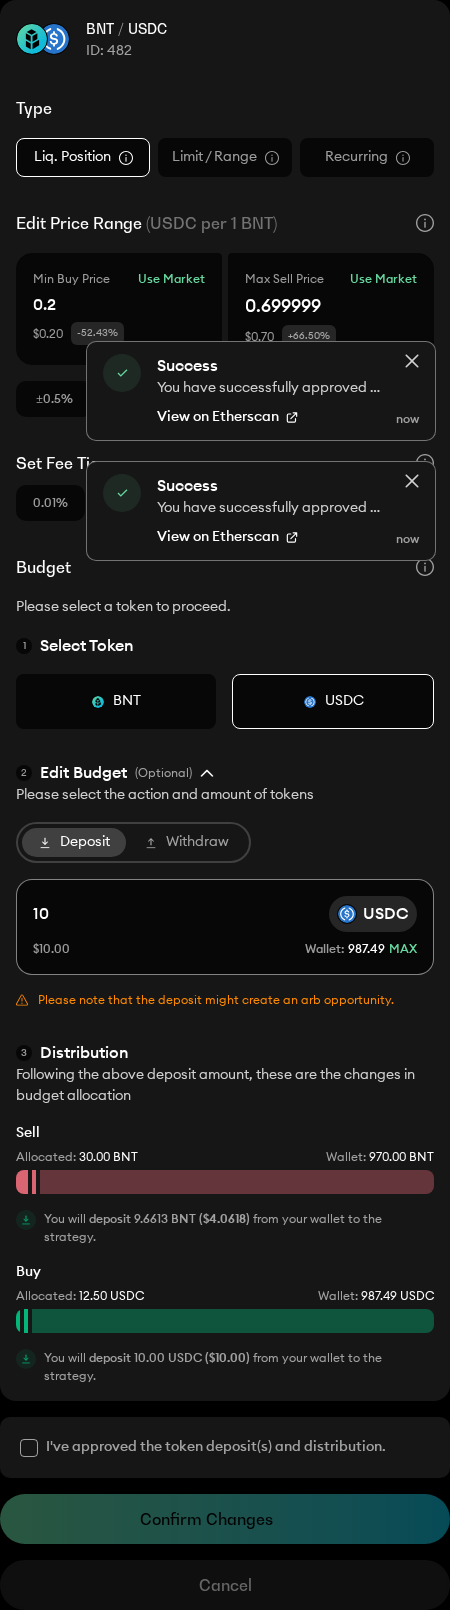 BNT / USDC
ID: 482
Type
Liq. Position
Limit / Range
Recurring
Edit Price Range (USDC per 1 BNT)
Min Buy Price
Use Market
0.2
$0.20
-52.43%
Max Sell Price
Use Market
0.699999
$0.70
+66.50%
±0.5%
Success
You have successfully approved ...
View on Etherscan
now
Set Fee
0.01%
Success
You have successfully approved ...
View on Etherscan
now
Budget
Please select a token to proceed.
1 Select Token
BNT
USDC
2 Edit Budget (Optional)
Please select the action and amount of tokens
Deposit
Withdraw
10
USDC
$10.00
Wallet: 987.49 MAX
Please note that the deposit might create an arb opportunity.
3 Distribution
Following the above deposit amount, these are the changes in
budget allocation
Sell
Allocated: 30.00 BNT
Wallet: 970.00 BNT
You will deposit 9.6613 BNT ($4.0618) from your wallet to the
strategy.
Buy
Allocated: 12.50 USDC
Wallet: 987.49 USDC
You will deposit 10.00 USDC ($10.00) from your wallet to the
strategy.
I've approved the token deposit(s) and distribution.
Confirm Changes
Cancel